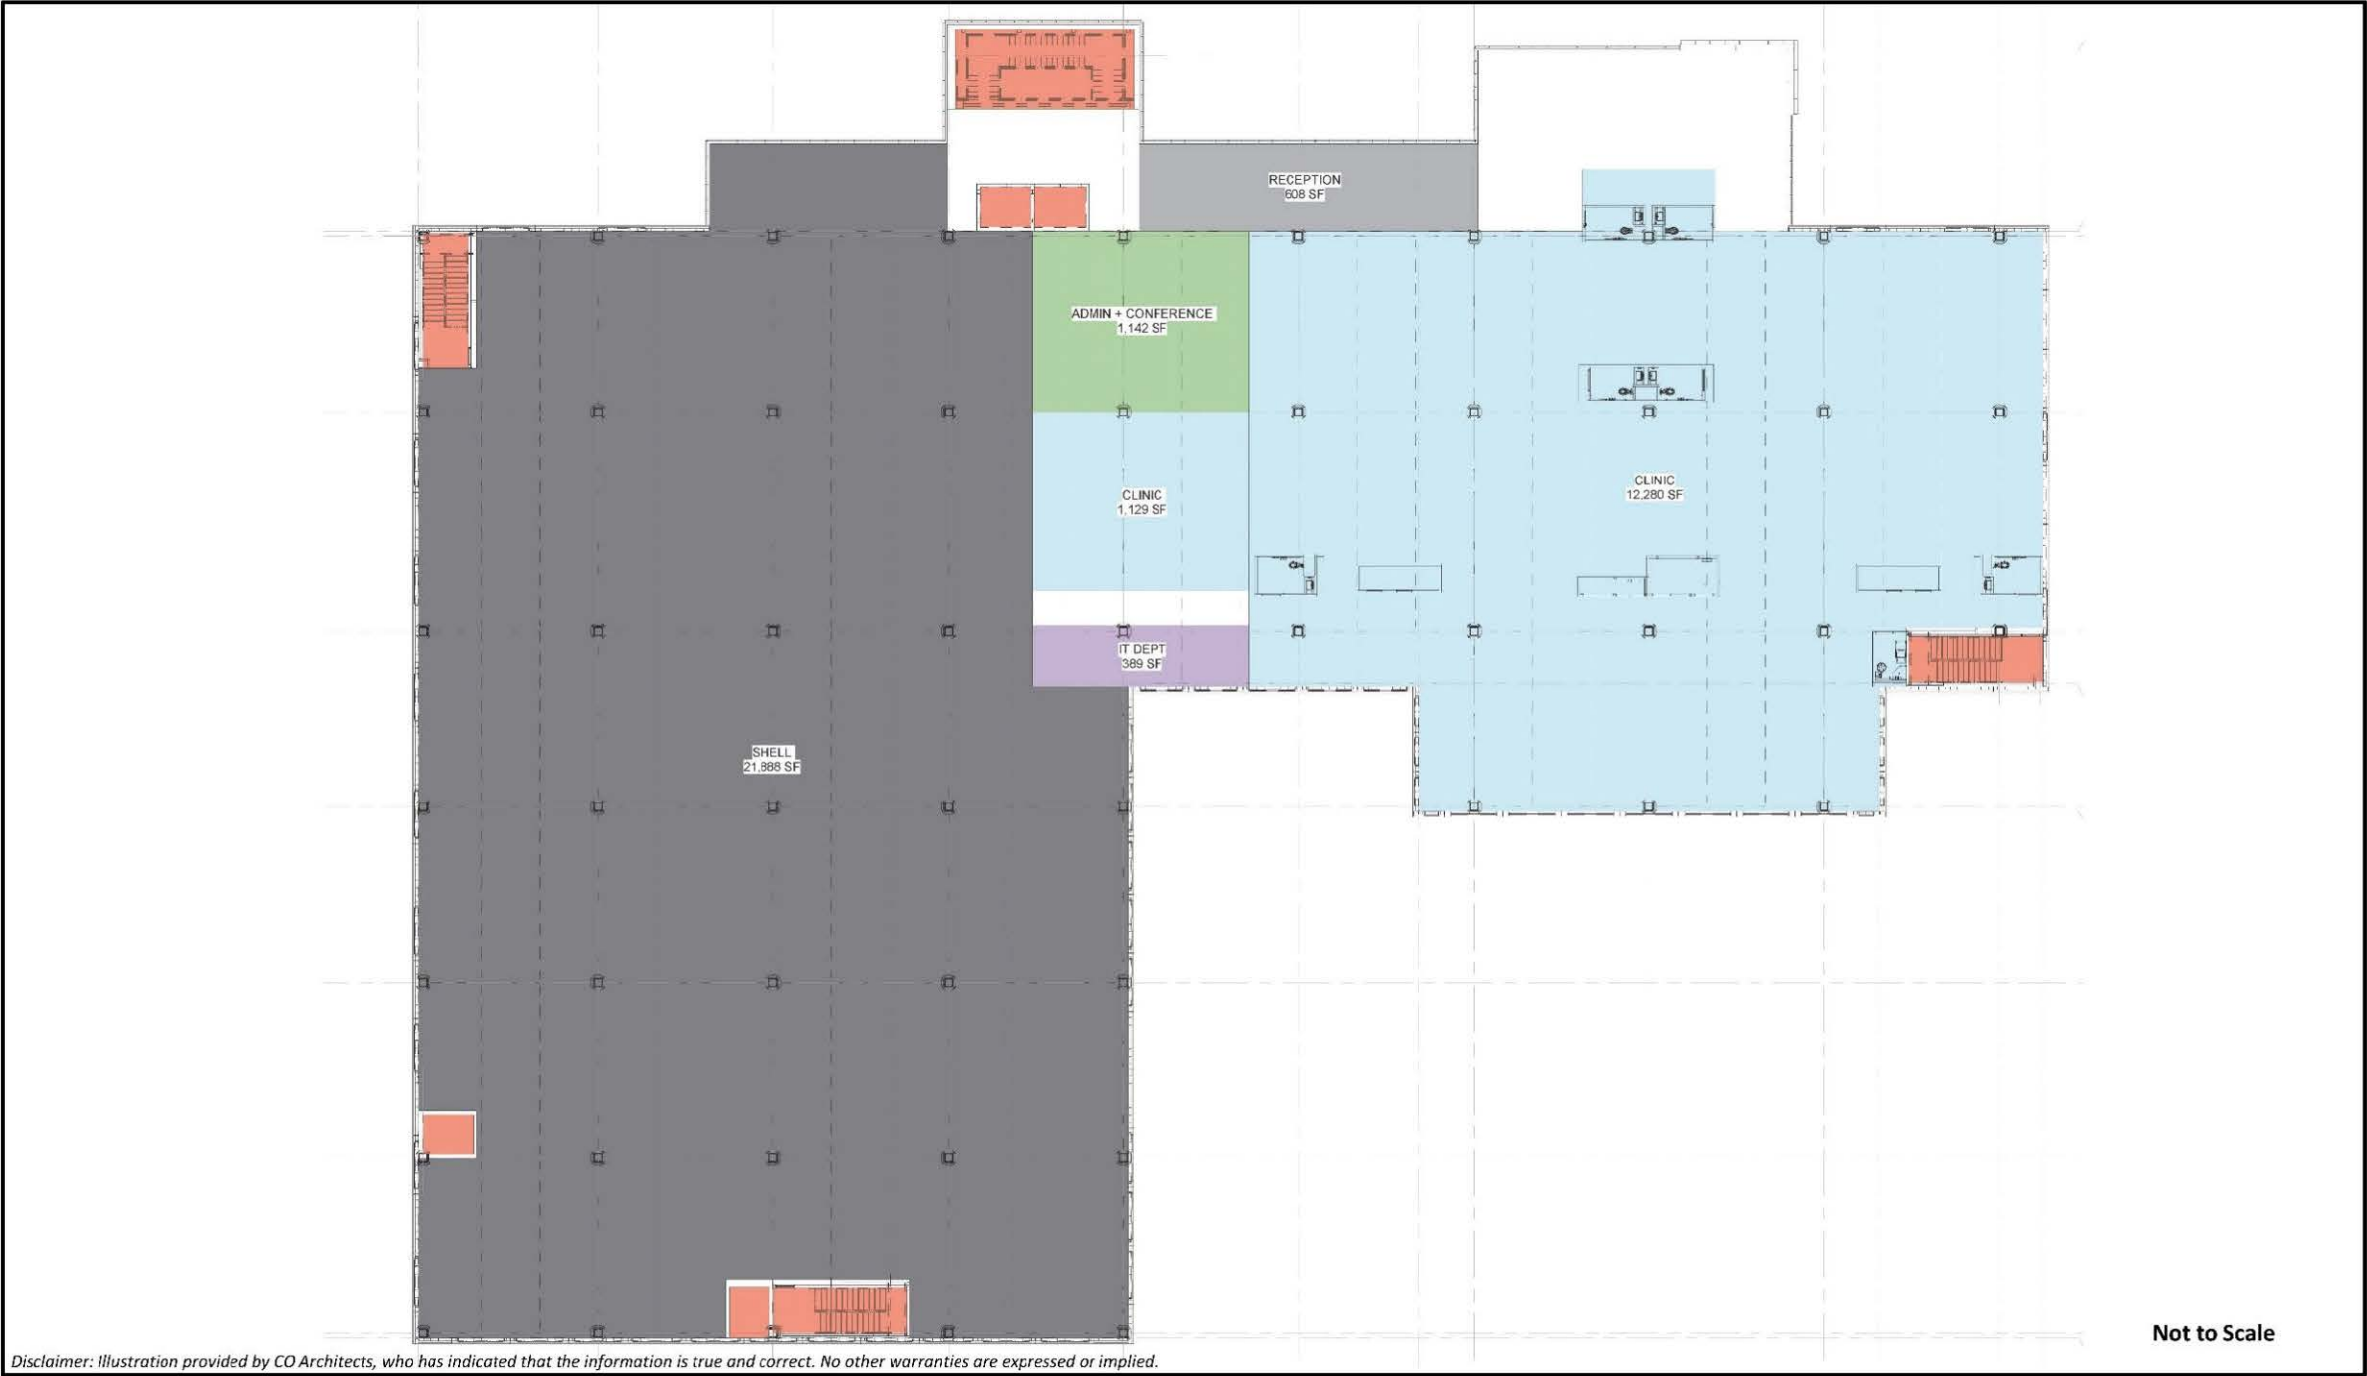 RECEPTION
608 SF
ADMIN + CONFERENCE
1,142 SF
CLINIC
1,129 SF
CLINIC
12,280 SF
IT DEPT
389 SF
SHELL
21,888 SF
Not to Scale
Disclaimer: Illustration provided by CO Architects, who has indicated that the information is true and correct. No other warranties are expressed or implied.